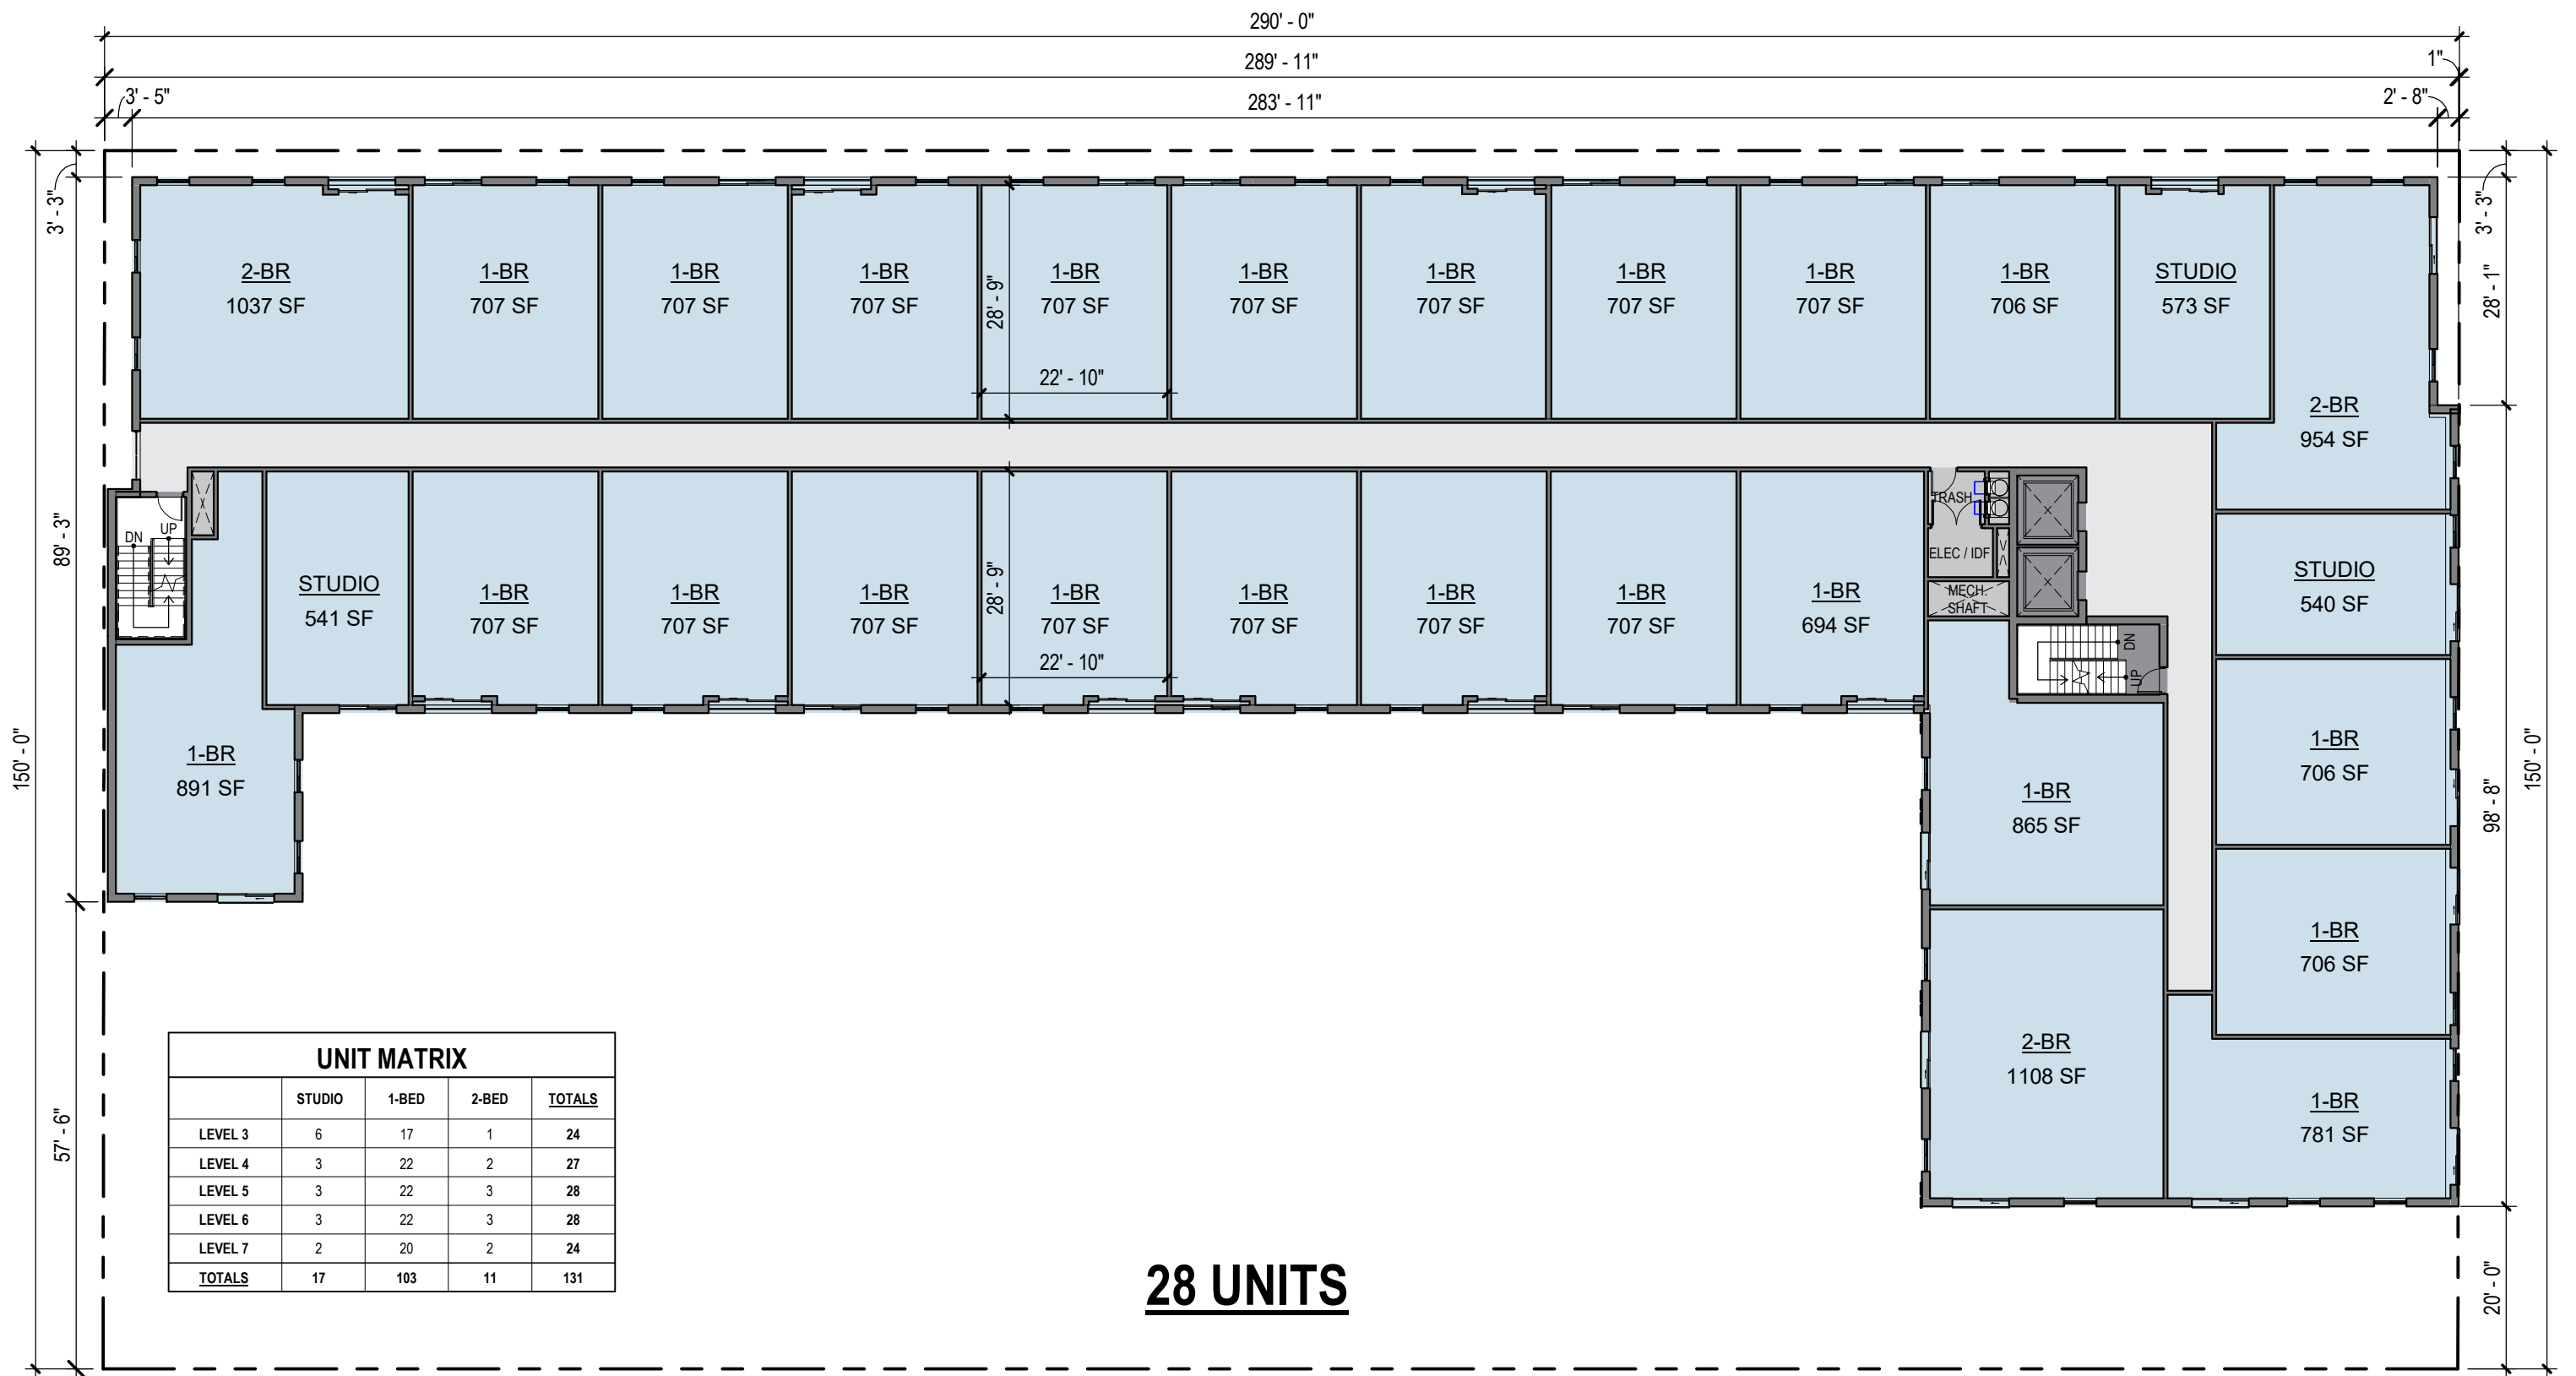 290' - 0"
289' - 11"
1"
3' - 5"
283' - 11"
2' - 8"
3' - 3"
3' - 3"
2-BR
1037 SF
1-BR
707 SF
1-BR
707 SF
1-BR
707 SF
1-BR
707 SF
1-BR
707 SF
1-BR
707 SF
1-BR
707 SF
1-BR
707 SF
1-BR
706 SF
STUDIO
573 SF
28' - 9"
22' - 10"
28' - 1"
2-BR
954 SF
89' - 3"
DN
UP
STUDIO
541 SF
1-BR
707 SF
1-BR
707 SF
1-BR
707 SF
1-BR
707 SF
1-BR
707 SF
1-BR
707 SF
1-BR
707 SF
1-BR
694 SF
28' - 9"
22' - 10"
TRASH
ELEC / IDF
MECH.
SHAFT
DN
UP
STUDIO
540 SF
150' - 0"
1-BR
891 SF
1-BR
706 SF
1-BR
865 SF
98' - 8"
150' - 0"
1-BR
706 SF
2-BR
1108 SF
1-BR
781 SF
57' - 6"
20' - 0"
UNIT MATRIX
STUDIO 1-BED 2-BED TOTALS
LEVEL 3 6 17 1 24
LEVEL 4 3 22 2 27
LEVEL 5 3 22 3 28
LEVEL 6 3 22 3 28
LEVEL 7 2 20 2 24
TOTALS 17 103 11 131
28 UNITS